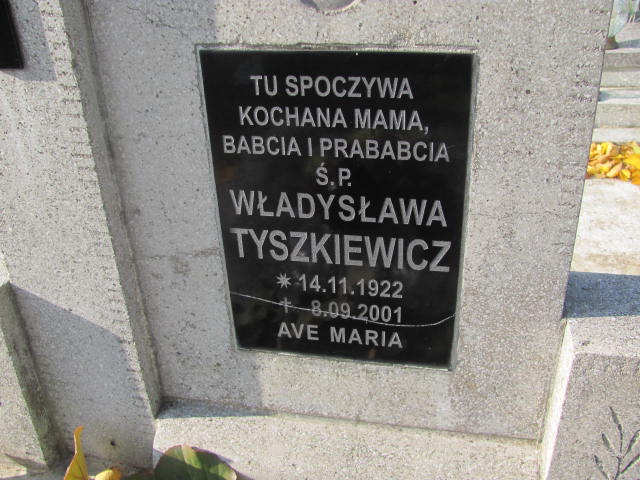 TU SPOCZYWA
KOCHANA MAMA,
BABCIA I PRABABCIA
Ś.P.
WŁADYSŁAWA
TYSZKIEWICZ
✷ 14.11.1922
† 8.09.2001
AVE MARIA